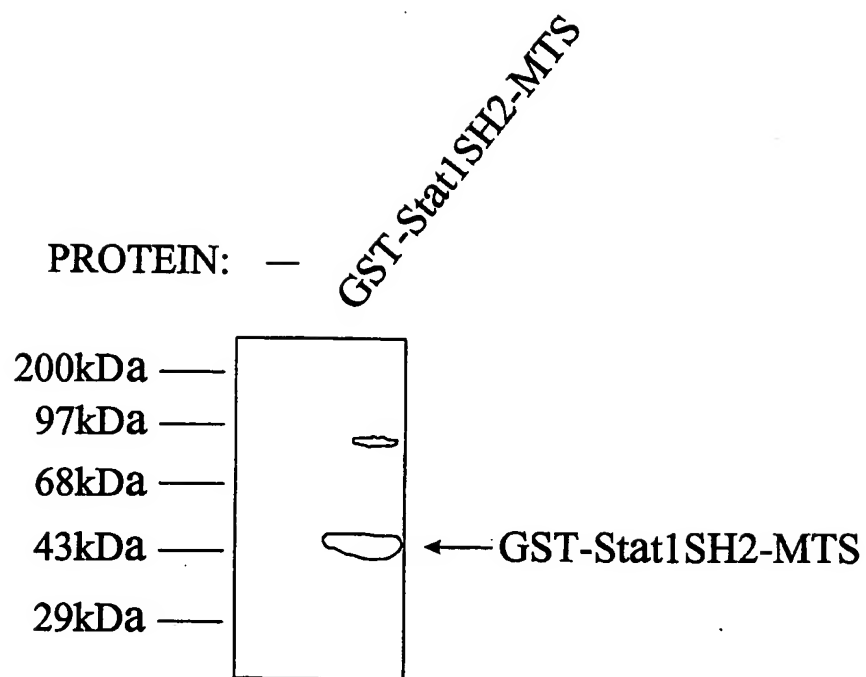 GST-Stat1SH2-MTS
PROTEIN: —
200kDa
97kDa
68kDa
43kDa
GST-Stat1SH2-MTS
29kDa